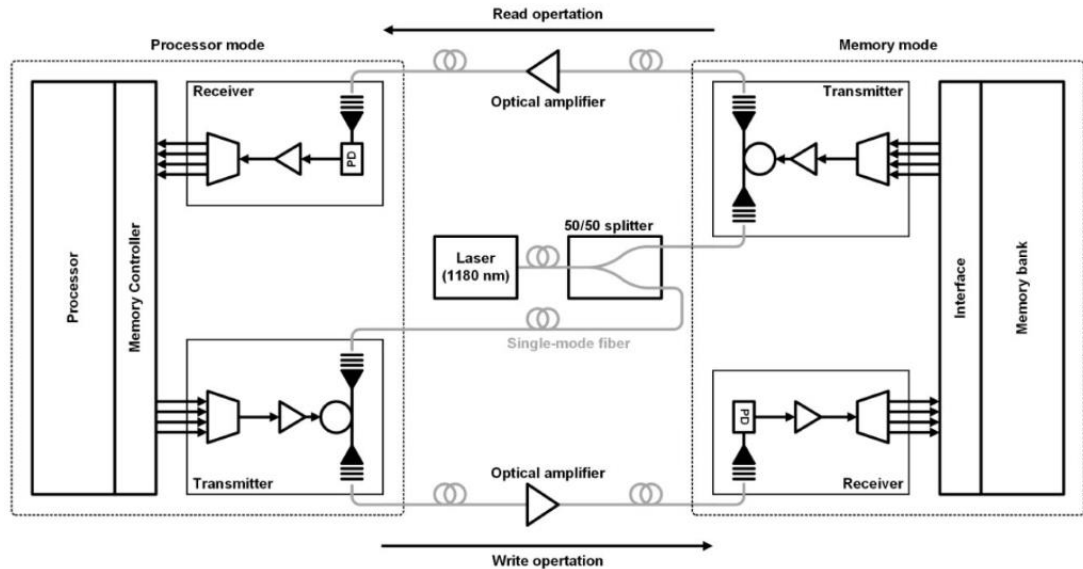 Read opertation
Processor mode
Memory mode
Receiver
Optical amplifier
Transmitter
PD
50/50 splitter
Laser
(1180 nm)
Processor
Memory Controller
Interface
Memory bank
Single-mode fiber
PD
Optical amplifier
Transmitter
Receiver
Write opertation